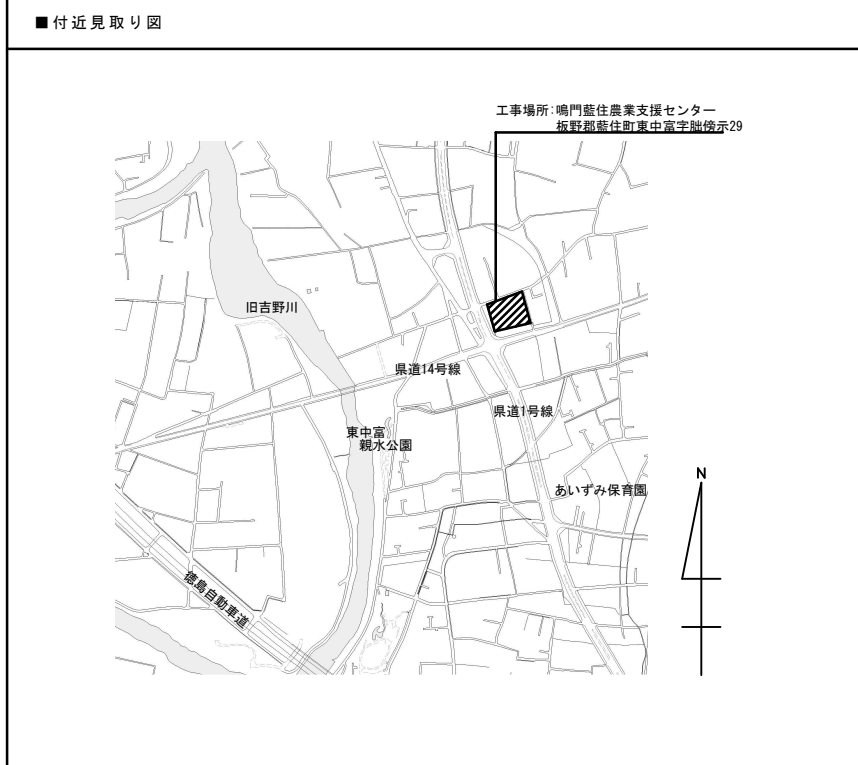 ■付近見取り図
工事場所:鳴門藍住農業支援センター
板野郡藍住町東中富字朏傍示29
旧吉野川
県道14号線
県道1号線
東中富
親水公園
あいずみ保育園
徳島自動車道
N